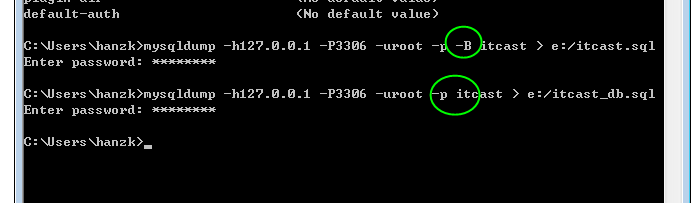 default-auth (No default value)
C:\Users\hanzk>mysqldump -h127.0.0.1 -P3306 -uroot -p -B itcast > e:/itcast.sql
Enter password: ********
C:\Users\hanzk>mysqldump -h127.0.0.1 -P3306 -uroot -p itcast > e:/itcast_db.sql
Enter password: ********
C:\Users\hanzk>_